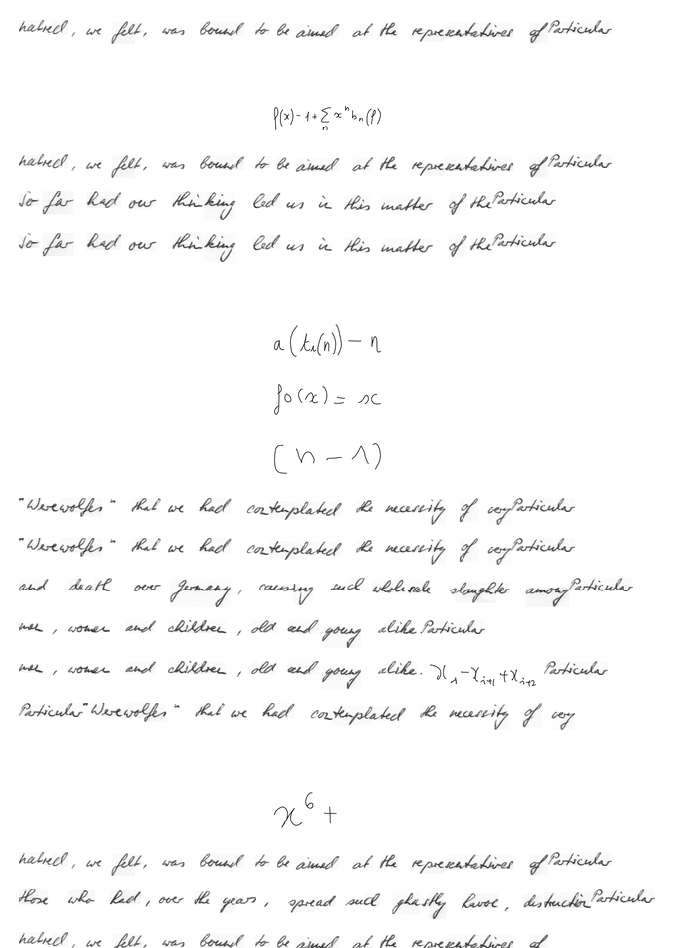 hatred, we felt, was bound to be aimed at the representatives of Particular
f(x) - 1 + \sum_n x^n b_n(f)
hatred, we felt, was bound to be aimed at the representatives of Particular
So far had our thinking led us in this matter of the Particular
So far had our thinking led us in this matter of the Particular
a(t_1(n)) - n
f0(x) = x
(n - 1)
"Werewolfes" that we had contemplated the necessity of very Particular
"Werewolfes" that we had contemplated the necessity of very Particular
and death over Germany, causing such wholesale slaughter among Particular
men, women and children, old and young alike Particular
men, women and children, old and young alike. x_1 - x_{i+1} + x_{i+2} Particular
Particular "Werewolfes" that we had contemplated the necessity of very
x^6 +
hatred, we felt, was bound to be aimed at the representatives of Particular
those who had, over the years, spread such ghastly havoc, destruction Particular
hatred, we felt, was bound to be aimed at the representatives of